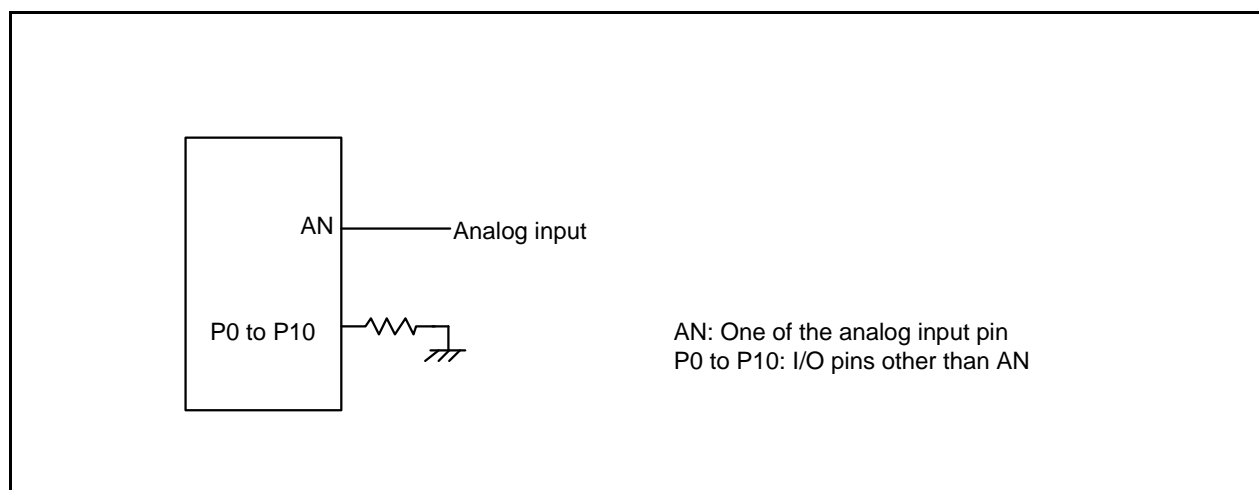 AN
Analog input
P0 to P10
AN: One of the analog input pin
P0 to P10: I/O pins other than AN